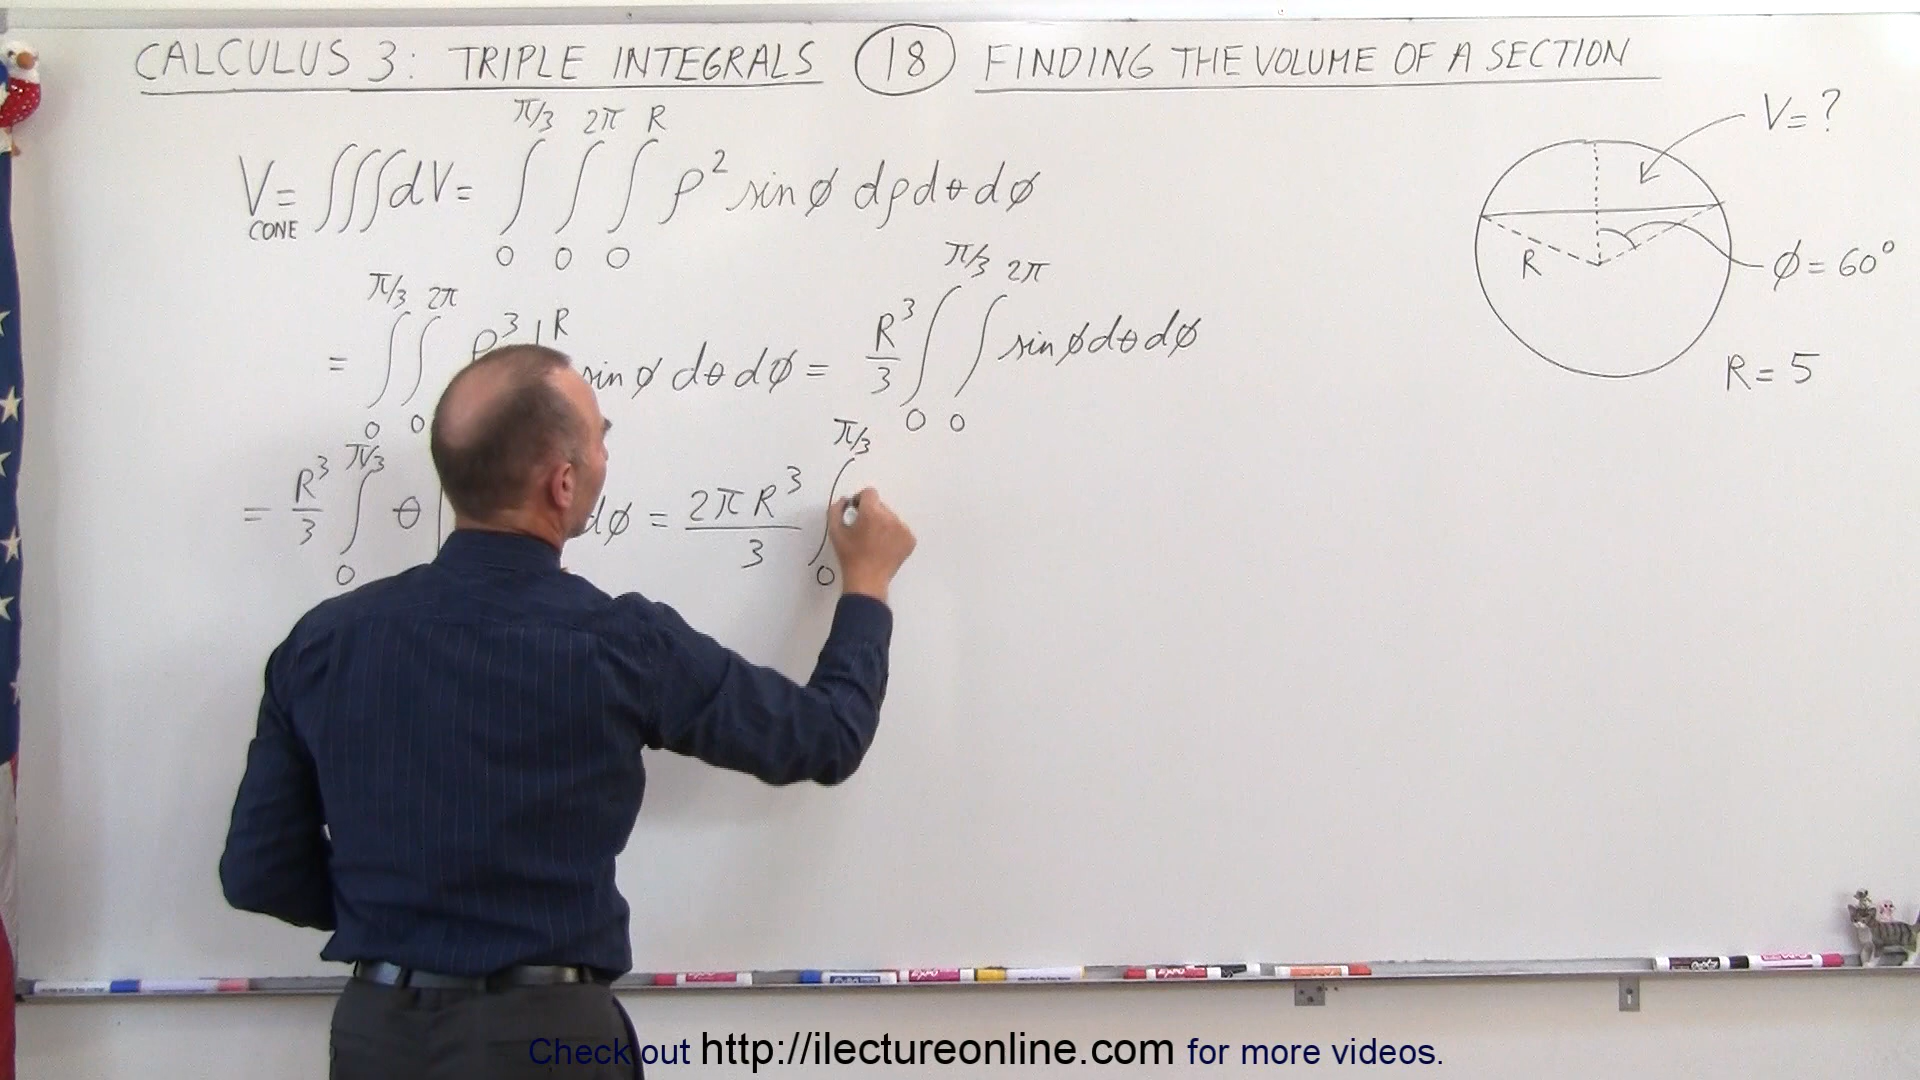 CALCULUS 3: TRIPLE INTEGRALS (18) FINDING THE VOLUME OF A SECTION
V CONE = ∫∫∫ dV = ∫₀^{π/3} ∫₀^{2π} ∫₀^{R} ρ² sin φ dρ dθ dφ
= ∫₀^{π/3} ∫₀^{2π} ρ³ |^{R} sin φ dθ dφ = R³/3 ∫₀^{π/3} ∫₀^{2π} sin φ dθ dφ
= R³/3 ∫₀^{π/3} θ | dφ = 2πR³/3 ∫₀^{π/3}
V = ?
R
φ = 60°
R = 5
EXPO
EXPO
Check out http://ilectureonline.com for more videos.